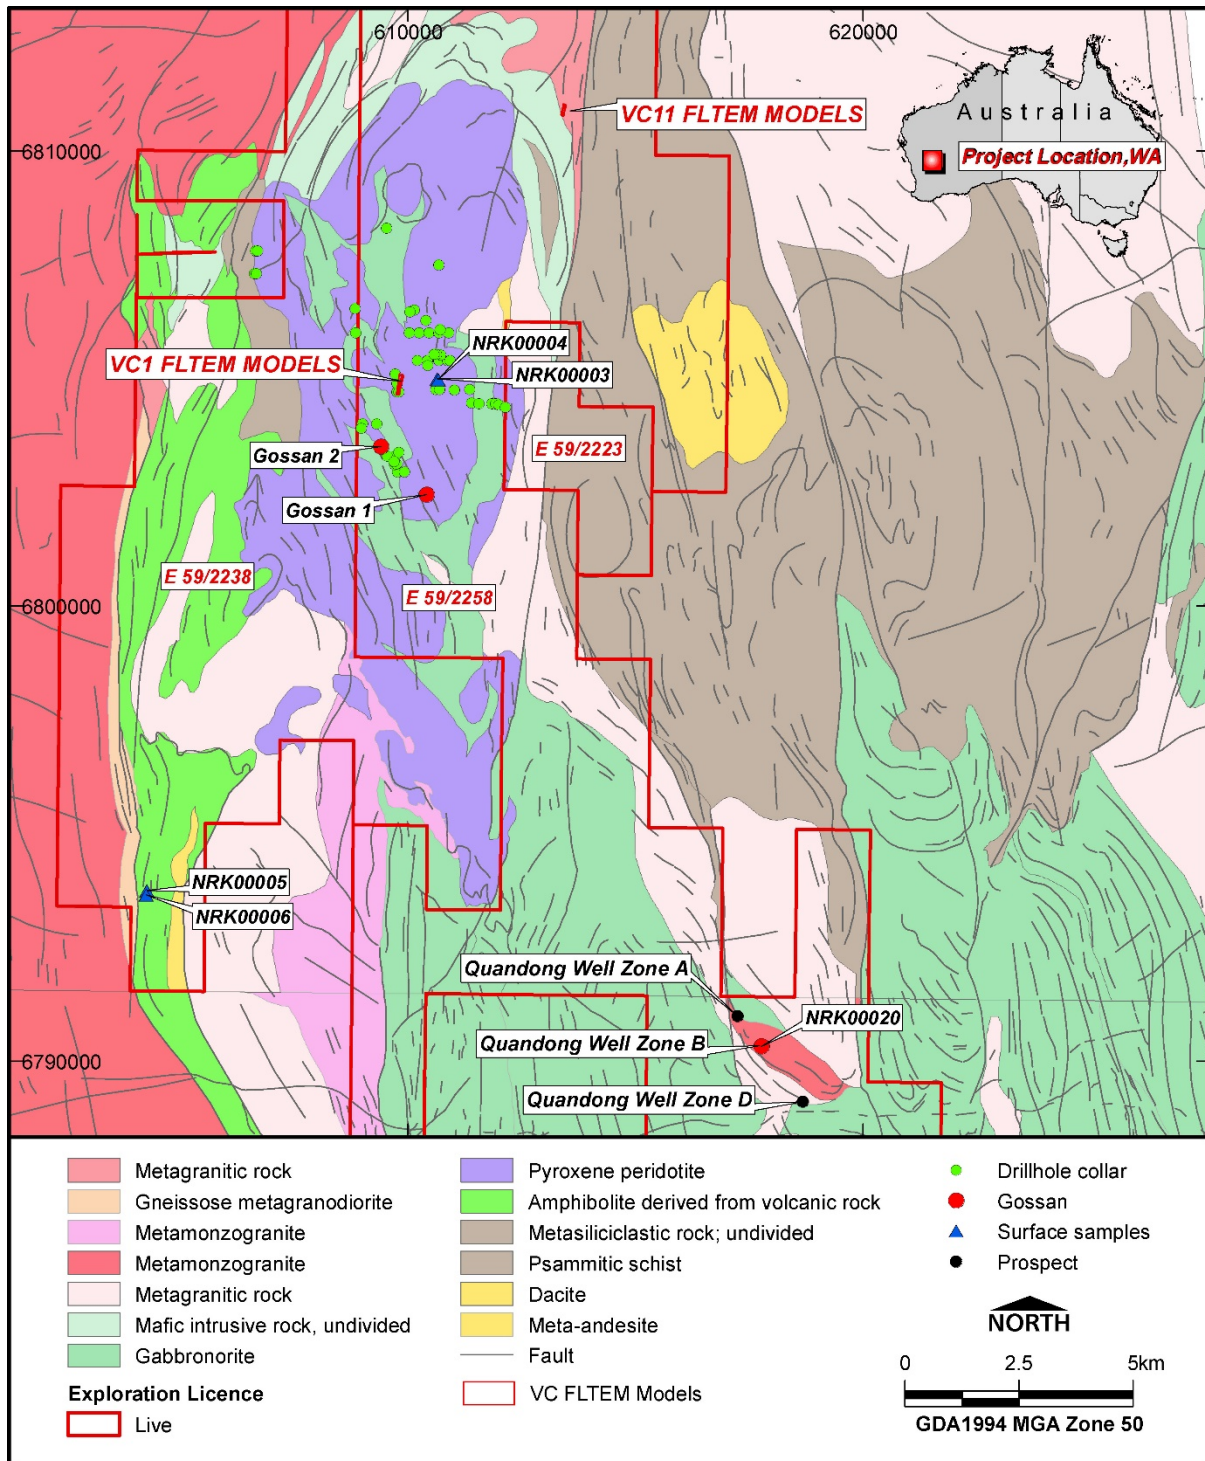 610000
620000
VC11 FLTEM MODELS
Australia
6810000
Project Location,WA
NRK00004
VC1 FLTEM MODELS
NRK00003
Gossan 2
E 59/2223
Gossan 1
E 59/2238
E 59/2258
6800000
NRK00005
NRK00006
Quandong Well Zone A
NRK00020
Quandong Well Zone B
6790000
Quandong Well Zone D
Metagranitic rock
Gneissose metagranodiorite
Metamonzogranite
Metamonzogranite
Metagranitic rock
Mafic intrusive rock, undivided
Gabbronorite
Exploration Licence
Live
Pyroxene peridotite
Amphibolite derived from volcanic rock
Metasiliciclastic rock; undivided
Psammitic schist
Dacite
Meta-andesite
Fault
VC FLTEM Models
Drillhole collar
Gossan
Surface samples
Prospect
NORTH
0 2.5 5km
GDA1994 MGA Zone 50